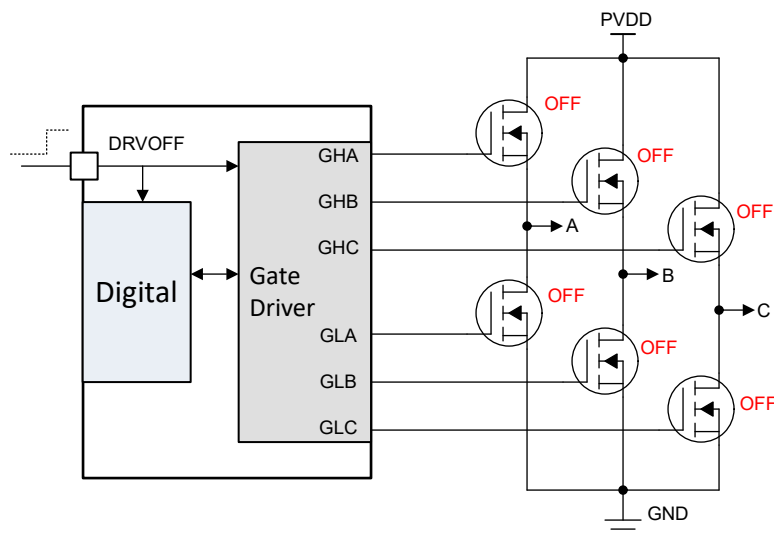 PVDD
DRVOFF
GHA
GHB
GHC
Digital
Gate
Driver
GLA
GLB
GLC
OFF
OFF
OFF
A
OFF
B
OFF
C
OFF
GND